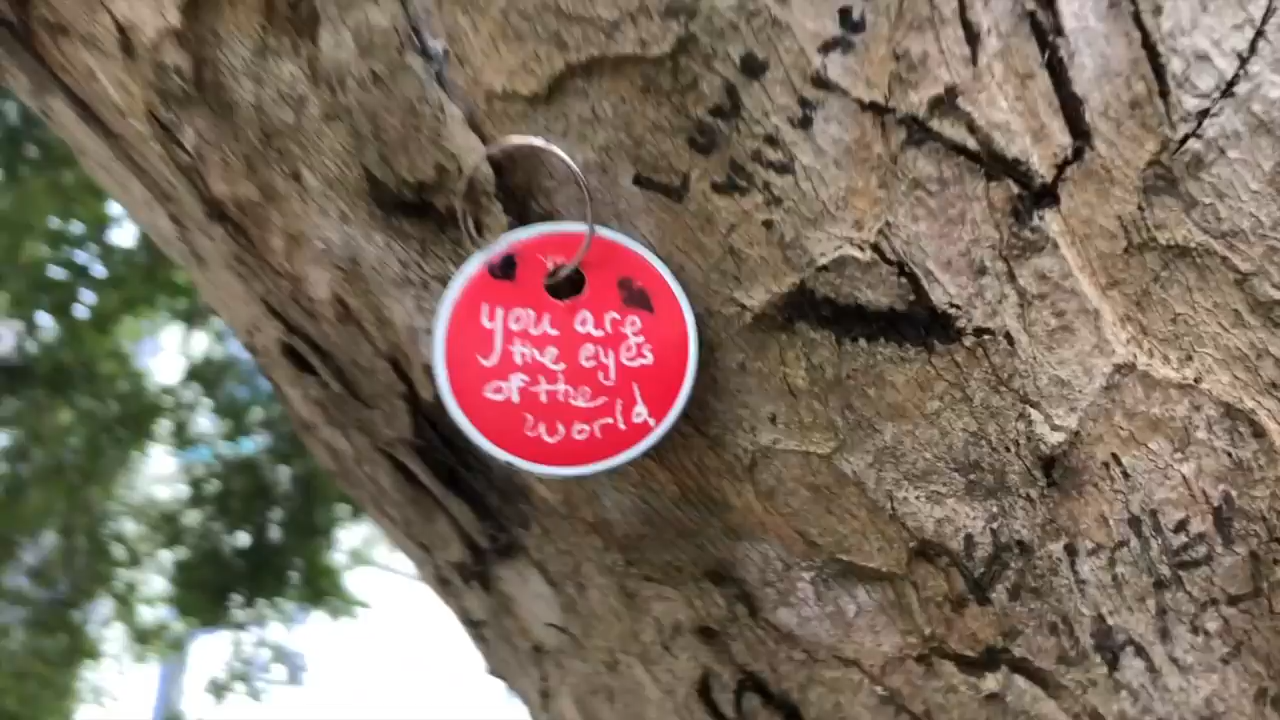 you are
the eyes
of the
world